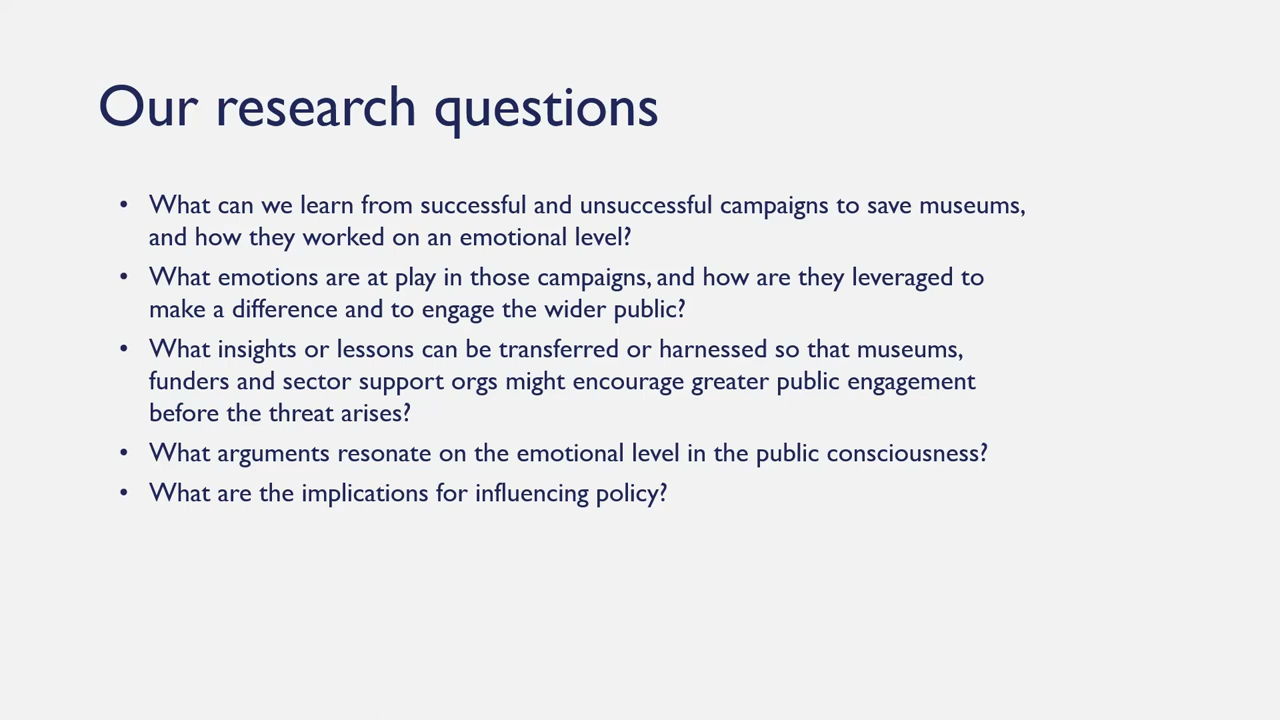 Our research questions
• What can we learn from successful and unsuccessful campaigns to save museums,
and how they worked on an emotional level?
• What emotions are at play in those campaigns, and how are they leveraged to
make a difference and to engage the wider public?
• What insights or lessons can be transferred or harnessed so that museums,
funders and sector support orgs might encourage greater public engagement
before the threat arises?
• What arguments resonate on the emotional level in the public consciousness?
• What are the implications for influencing policy?